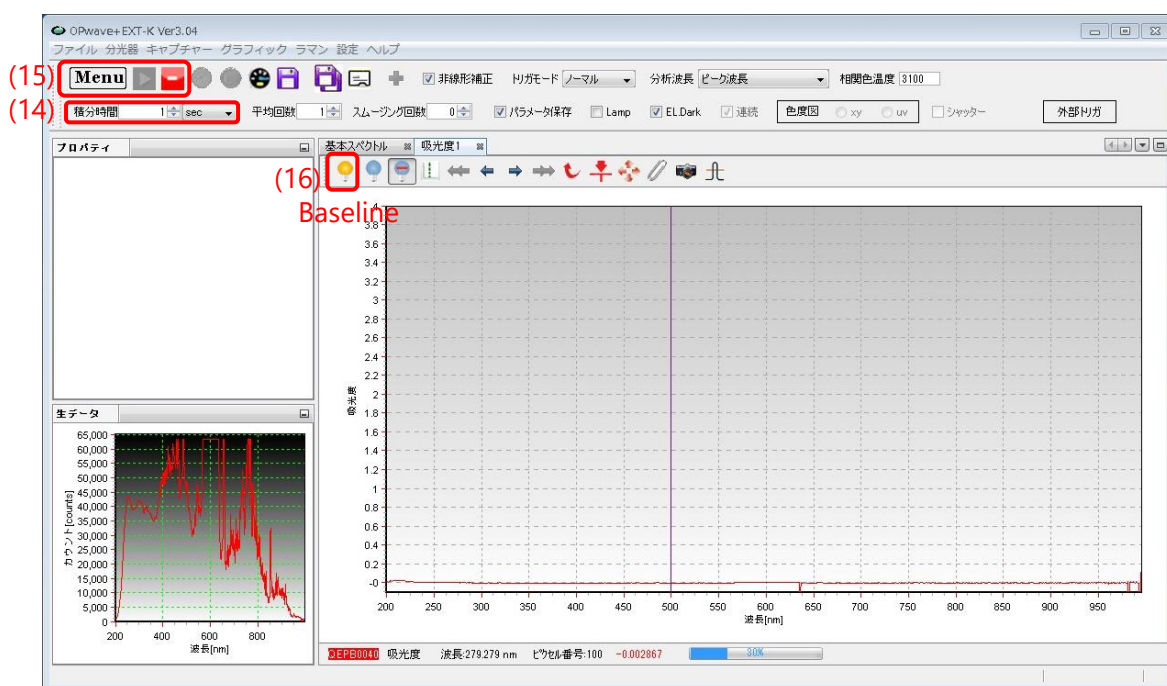 OPwave+EXT-K Ver3.04
ファイル 分光器 キャプチャー グラフィック ラマン 設定 ヘルプ
(15) Menu 非線形補正 トリガモード ノーマル 分析波長 ピーク波長 相関色温度 3100
(14) 積分時間 1 sec 平均回数 1 スムージング回数 0 パラメータ保存 Lamp EL.Dark 連続 色度図 xy uv シャッター 外部トリガ
プロパティ
基本スペクトル 吸光度1
(16)
Baseline
4
3.8
3.6
3.4
3.2
3
2.8
2.6
2.4
2.2
2
1.8
1.6
1.4
1.2
1
0.8
0.6
0.4
0.2
-0
吸光度
200 250 300 350 400 450 500 550 600 650 700 750 800 850 900 950
波長[nm]
生データ
65,000
60,000
55,000
50,000
45,000
40,000
35,000
30,000
25,000
20,000
15,000
10,000
5,000
0
カウント[counts]
200 400 600 800
波長[nm]
QEPB0040 吸光度 波長:279.279 nm ピクセル番号:100 -0.002867 30%